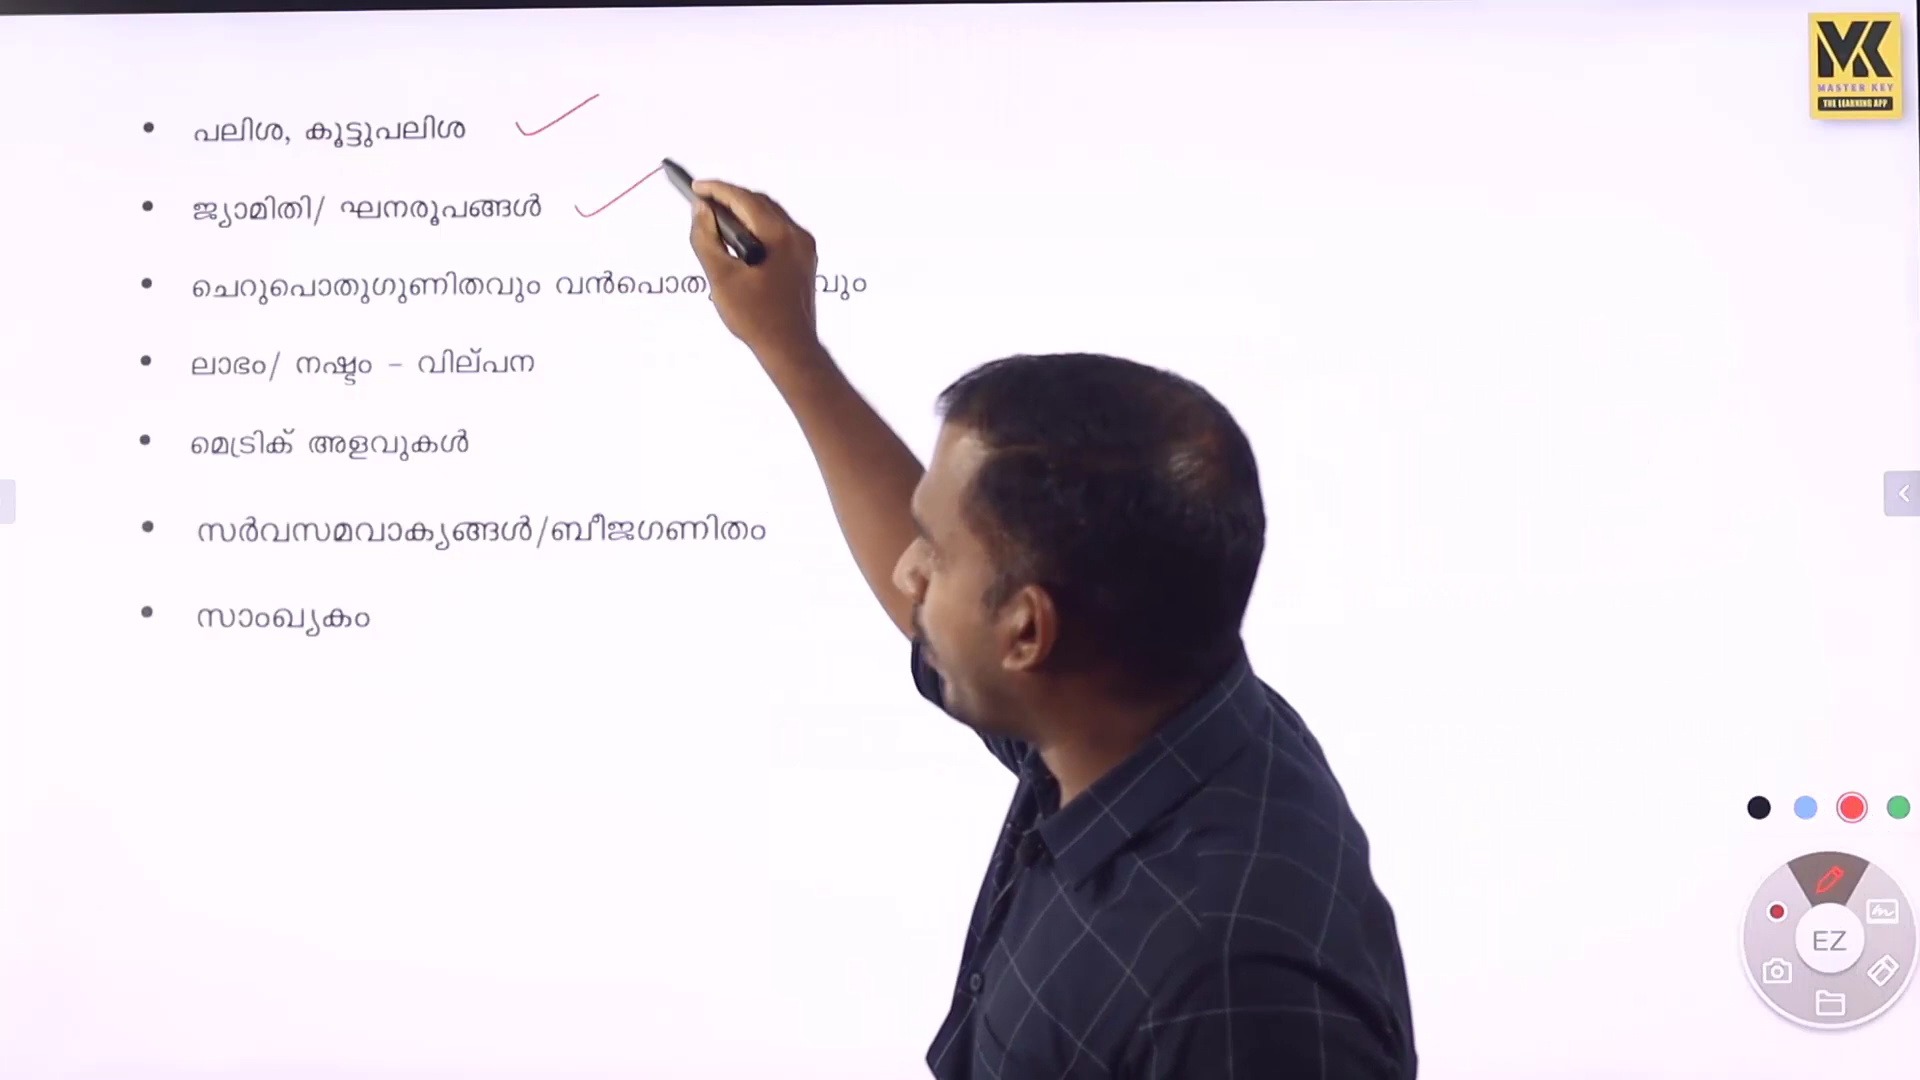 MK
MASTER KEY
THE LEARNING APP
പലിശ, കൂട്ടുപലിശ
ജ്യാമിതി/ ഘനരൂപങ്ങൾ
ചെറുപൊതുഗുണിതവും
ലാഭം/ നഷ്ടം – വില്പന
മെട്രിക് അളവുകൾ
സർവസമവാക്യങ്ങൾ/ബീജഗണിതം
സാംഖ്യകം
EZ